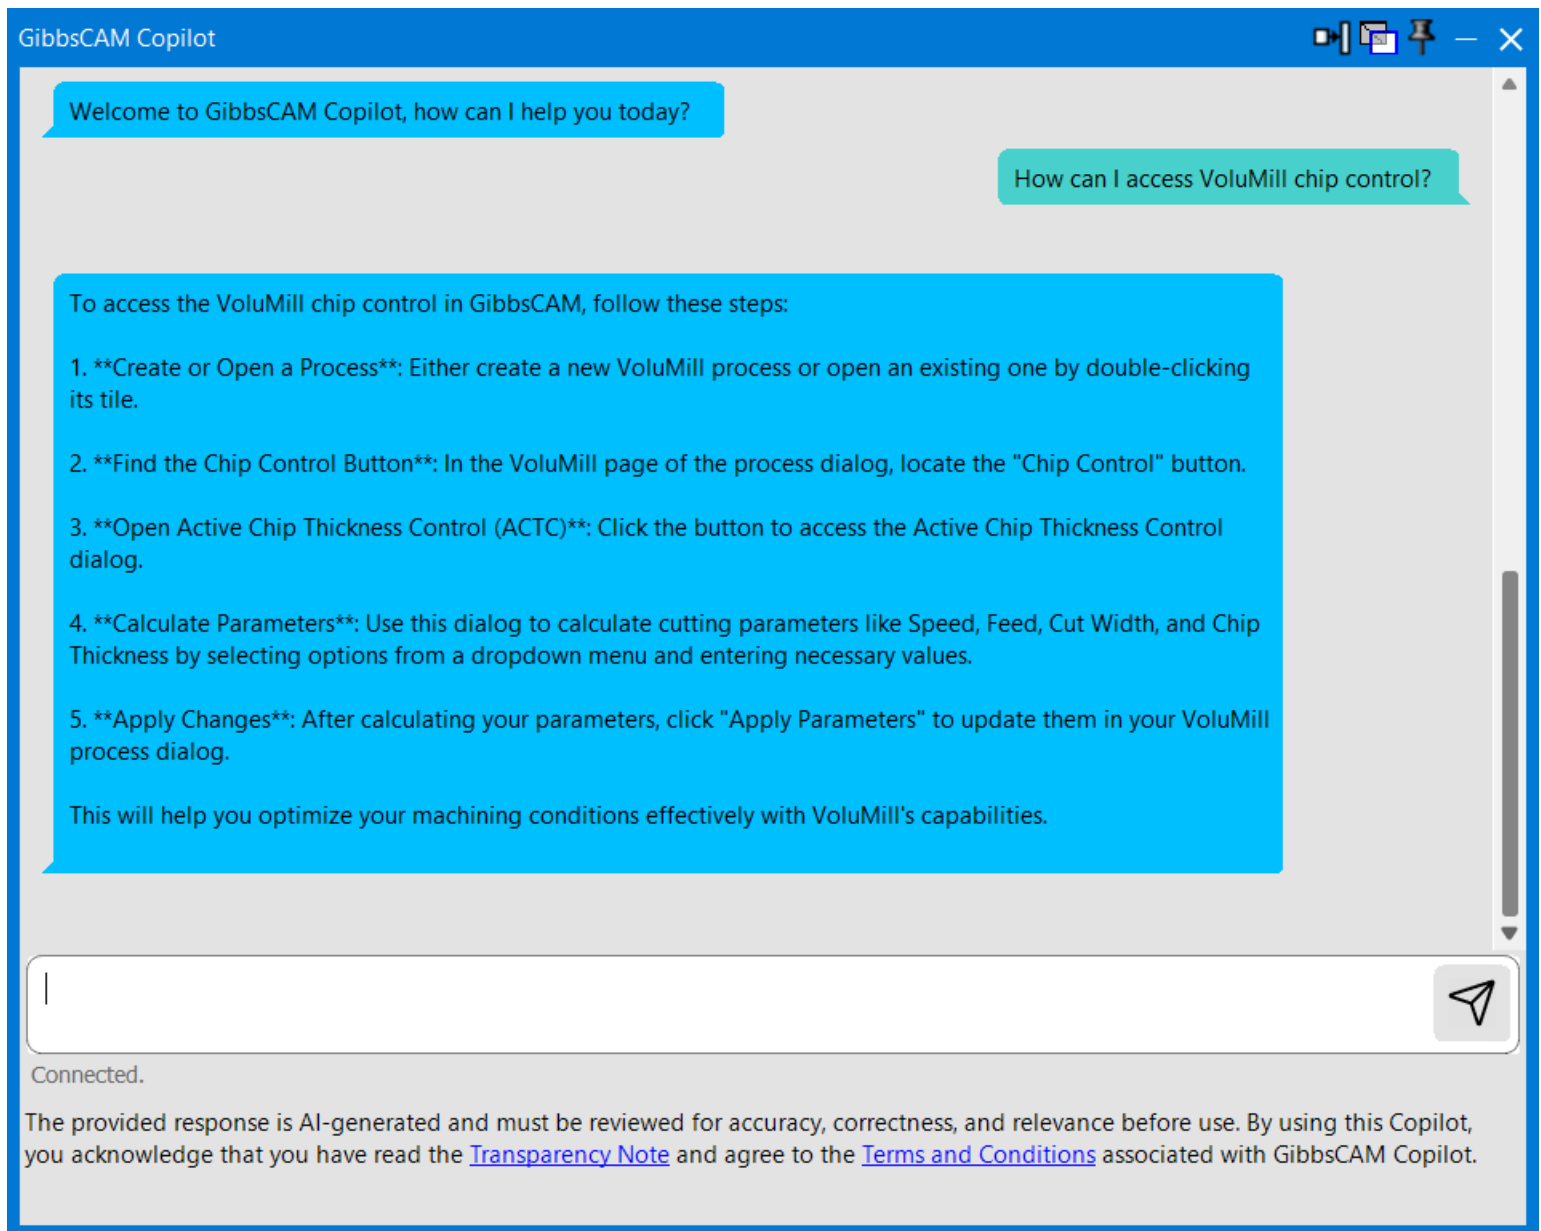 GibbsCAM Copilot
Welcome to GibbsCAM Copilot, how can I help you today?
How can I access VoluMill chip control?
To access the VoluMill chip control in GibbsCAM, follow these steps:
1. **Create or Open a Process**: Either create a new VoluMill process or open an existing one by double-clicking
its tile.
2. **Find the Chip Control Button**: In the VoluMill page of the process dialog, locate the "Chip Control" button.
3. **Open Active Chip Thickness Control (ACTC)**: Click the button to access the Active Chip Thickness Control
dialog.
4. **Calculate Parameters**: Use this dialog to calculate cutting parameters like Speed, Feed, Cut Width, and Chip
Thickness by selecting options from a dropdown menu and entering necessary values.
5. **Apply Changes**: After calculating your parameters, click "Apply Parameters" to update them in your VoluMill
process dialog.
This will help you optimize your machining conditions effectively with VoluMill's capabilities.
Connected.
The provided response is AI-generated and must be reviewed for accuracy, correctness, and relevance before use. By using this Copilot,
you acknowledge that you have read the Transparency Note and agree to the Terms and Conditions associated with GibbsCAM Copilot.